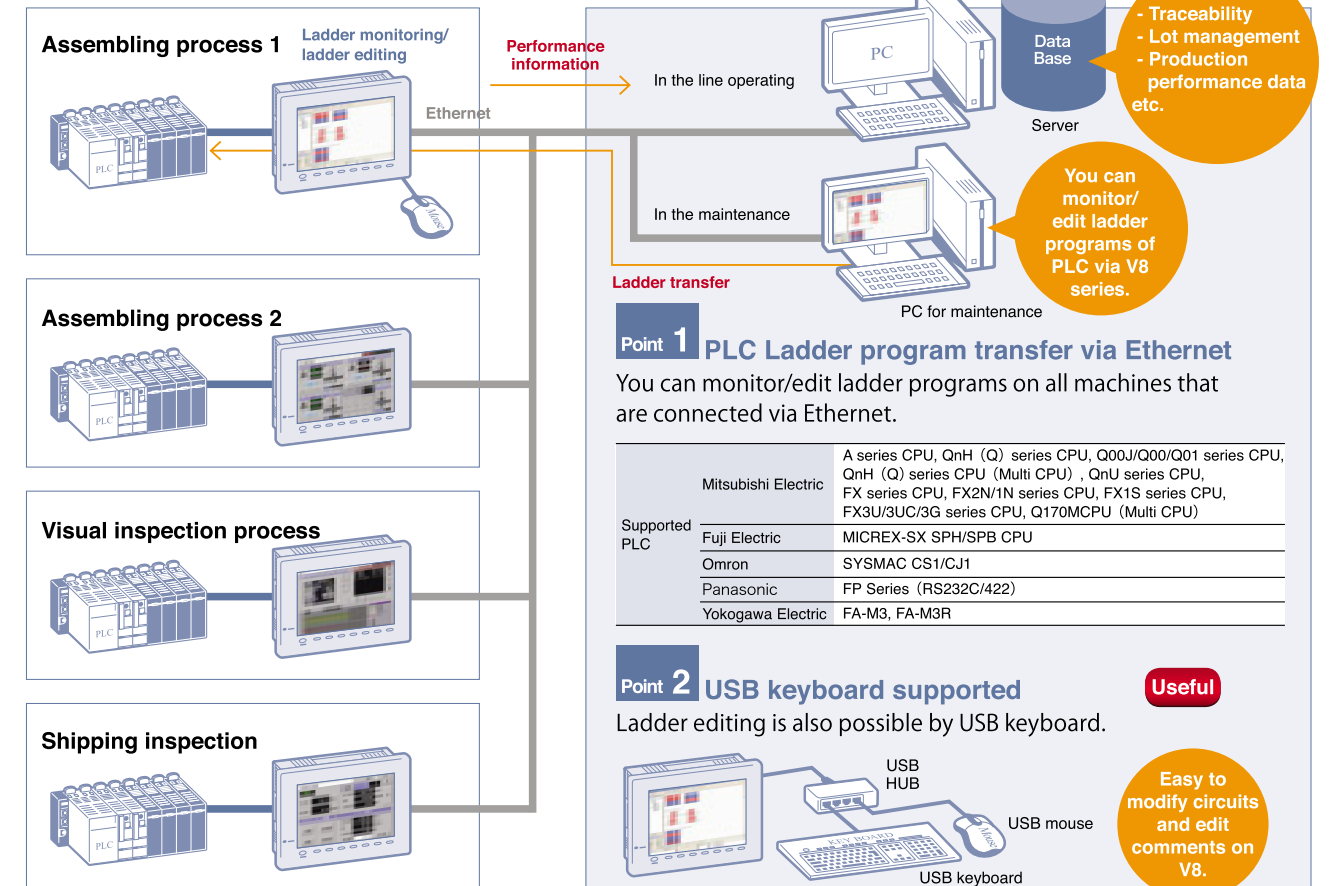 Assembling process 1
Ladder monitoring/
ladder editing
PLC
Mouse
Ethernet
Performance
information
In the line operating
PC
Data
Base
Server
- Traceability
- Lot management
- Production
performance data
etc.
In the maintenance
You can
monitor/
edit ladder
programs of
PLC via V8
series.
Ladder transfer
PC for maintenance
Assembling process 2
PLC
Visual inspection process
PLC
Shipping inspection
PLC
Point 1 PLC Ladder program transfer via Ethernet
You can monitor/edit ladder programs on all machines that
are connected via Ethernet.
Supported
PLC
Mitsubishi Electric
A series CPU, QnH（Q）series CPU, Q00J/Q00/Q01 series CPU,
QnH（Q）series CPU（Multi CPU）, QnU series CPU,
FX series CPU, FX2N/1N series CPU, FX1S series CPU,
FX3U/3UC/3G series CPU, Q170MCPU（Multi CPU）
Fuji Electric MICREX-SX SPH/SPB CPU
Omron SYSMAC CS1/CJ1
Panasonic FP Series（RS232C/422）
Yokogawa Electric FA-M3, FA-M3R
Point 2 USB keyboard supported
Useful
Ladder editing is also possible by USB keyboard.
USB
HUB
KEY BOARD
Mouse
USB mouse
USB keyboard
Easy to
modify circuits
and edit
comments on
V8.